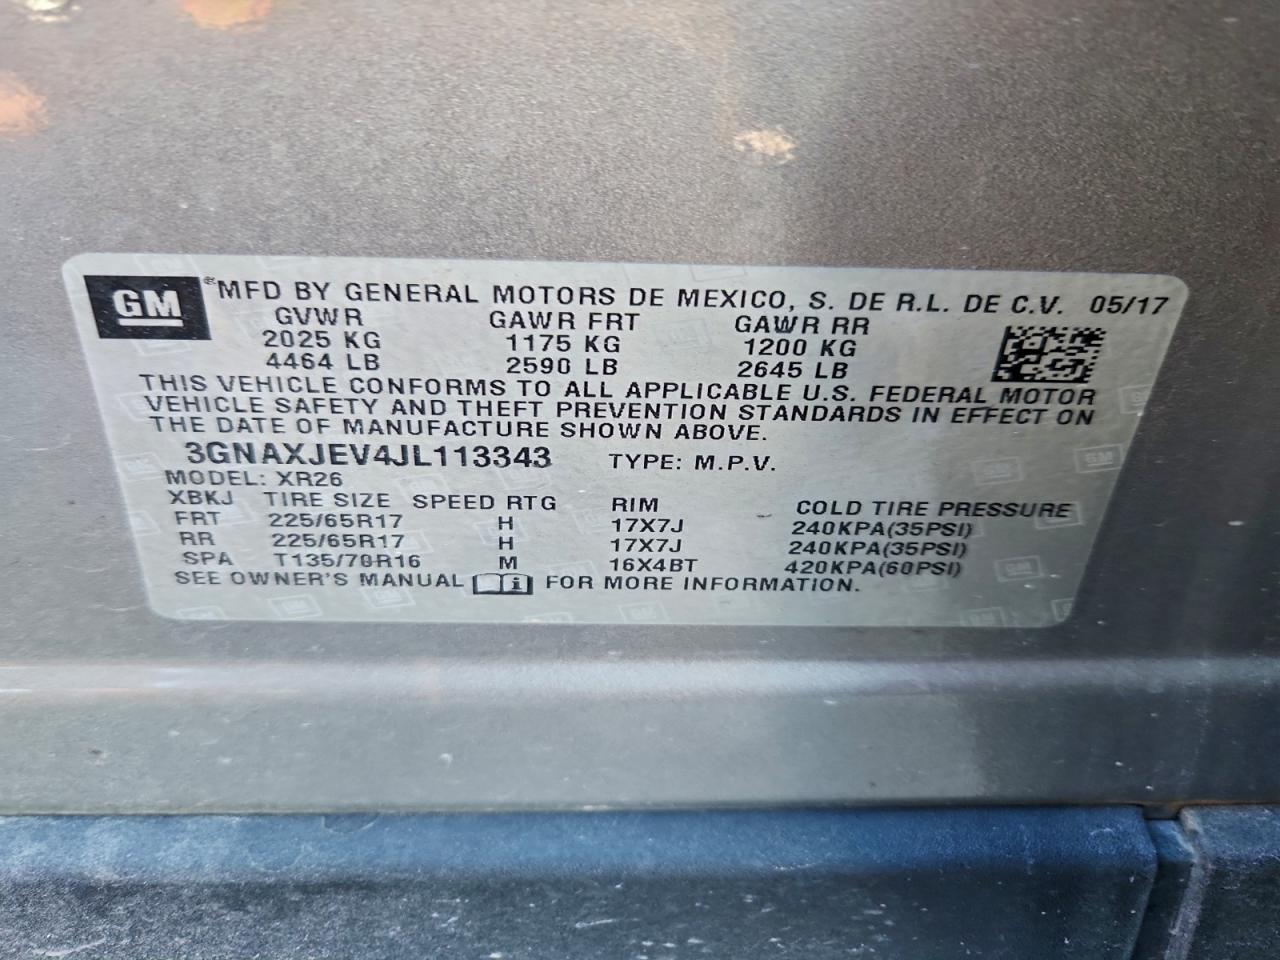 GM
MFD BY GENERAL MOTORS DE MEXICO, S. DE R.L. DE C.V. 05/17
GVWR GAWR FRT GAWR RR
2025 KG 1175 KG 1200 KG
4464 LB 2590 LB 2645 LB
THIS VEHICLE CONFORMS TO ALL APPLICABLE U.S. FEDERAL MOTOR
VEHICLE SAFETY AND THEFT PREVENTION STANDARDS IN EFFECT ON
THE DATE OF MANUFACTURE SHOWN ABOVE.
3GNAXJEV4JL113343 TYPE: M.P.V.
MODEL: XR26
XBKJ TIRE SIZE SPEED RTG RIM COLD TIRE PRESSURE
FRT 225/65R17 H 17X7J 240KPA(35PSI)
RR 225/65R17 H 17X7J 240KPA(35PSI)
SPA T135/70R16 M 16X4BT 420KPA(60PSI)
SEE OWNER'S MANUAL i FOR MORE INFORMATION.